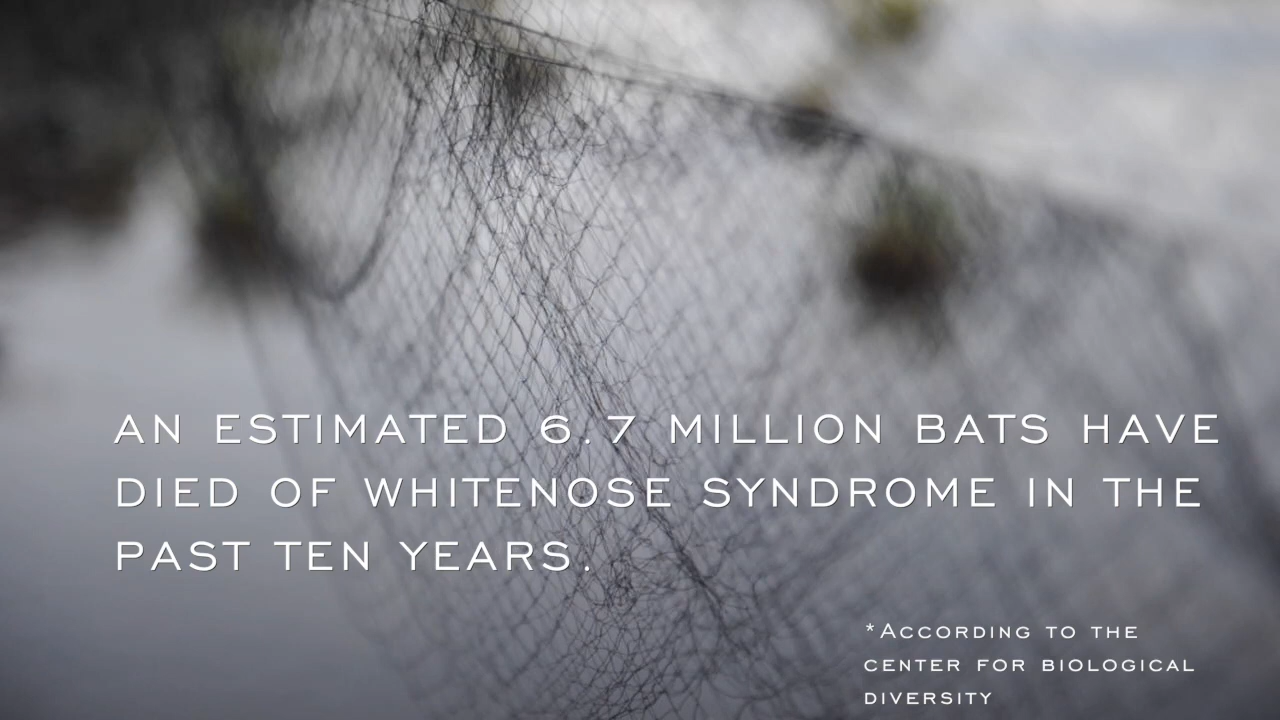 AN ESTIMATED 6.7 MILLION BATS HAVE
DIED OF WHITENOSE SYNDROME IN THE
PAST TEN YEARS.
*ACCORDING TO THE
CENTER FOR BIOLOGICAL
DIVERSITY